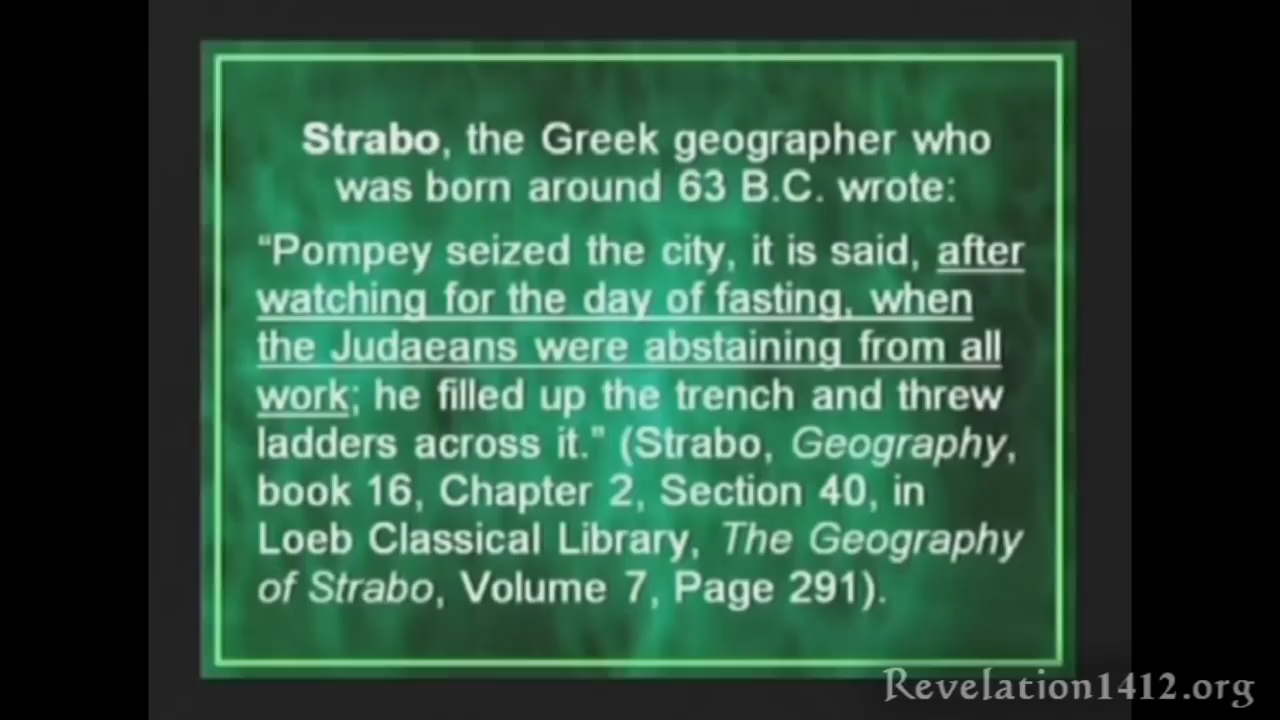 Strabo, the Greek geographer who
was born around 63 B.C. wrote:
“Pompey seized the city, it is said, after
watching for the day of fasting, when
the Judaeans were abstaining from all
work; he filled up the trench and threw
ladders across it.” (Strabo, Geography,
book 16, Chapter 2, Section 40, in
Loeb Classical Library, The Geography
of Strabo, Volume 7, Page 291).
Revelation1412.org